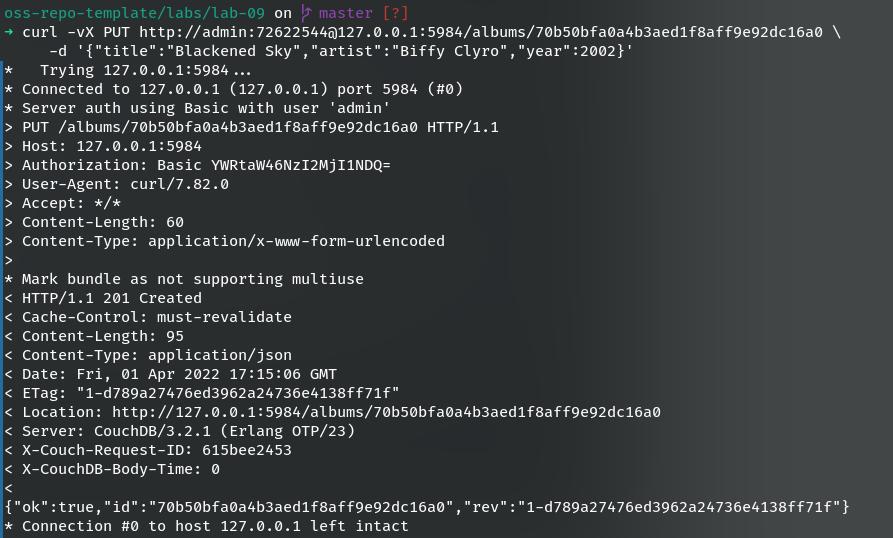 oss-repo-template/labs/lab-09 on master [?]
→ curl -vX PUT http://admin:72622544@127.0.0.1:5984/albums/70b50bfa0a4b3aed1f8aff9e92dc16a0 \
-d '{"title":"Blackened Sky","artist":"Biffy Clyro","year":2002}'
* Trying 127.0.0.1:5984...
* Connected to 127.0.0.1 (127.0.0.1) port 5984 (#0)
* Server auth using Basic with user 'admin'
> PUT /albums/70b50bfa0a4b3aed1f8aff9e92dc16a0 HTTP/1.1
> Host: 127.0.0.1:5984
> Authorization: Basic YWRtaW46NzI2MjI1NDQ=
> User-Agent: curl/7.82.0
> Accept: */*
> Content-Length: 60
> Content-Type: application/x-www-form-urlencoded
>
* Mark bundle as not supporting multiuse
< HTTP/1.1 201 Created
< Cache-Control: must-revalidate
< Content-Length: 95
< Content-Type: application/json
< Date: Fri, 01 Apr 2022 17:15:06 GMT
< ETag: "1-d789a27476ed3962a24736e4138ff71f"
< Location: http://127.0.0.1:5984/albums/70b50bfa0a4b3aed1f8aff9e92dc16a0
< Server: CouchDB/3.2.1 (Erlang OTP/23)
< X-Couch-Request-ID: 615bee2453
< X-CouchDB-Body-Time: 0
<
{"ok":true,"id":"70b50bfa0a4b3aed1f8aff9e92dc16a0","rev":"1-d789a27476ed3962a24736e4138ff71f"}
* Connection #0 to host 127.0.0.1 left intact